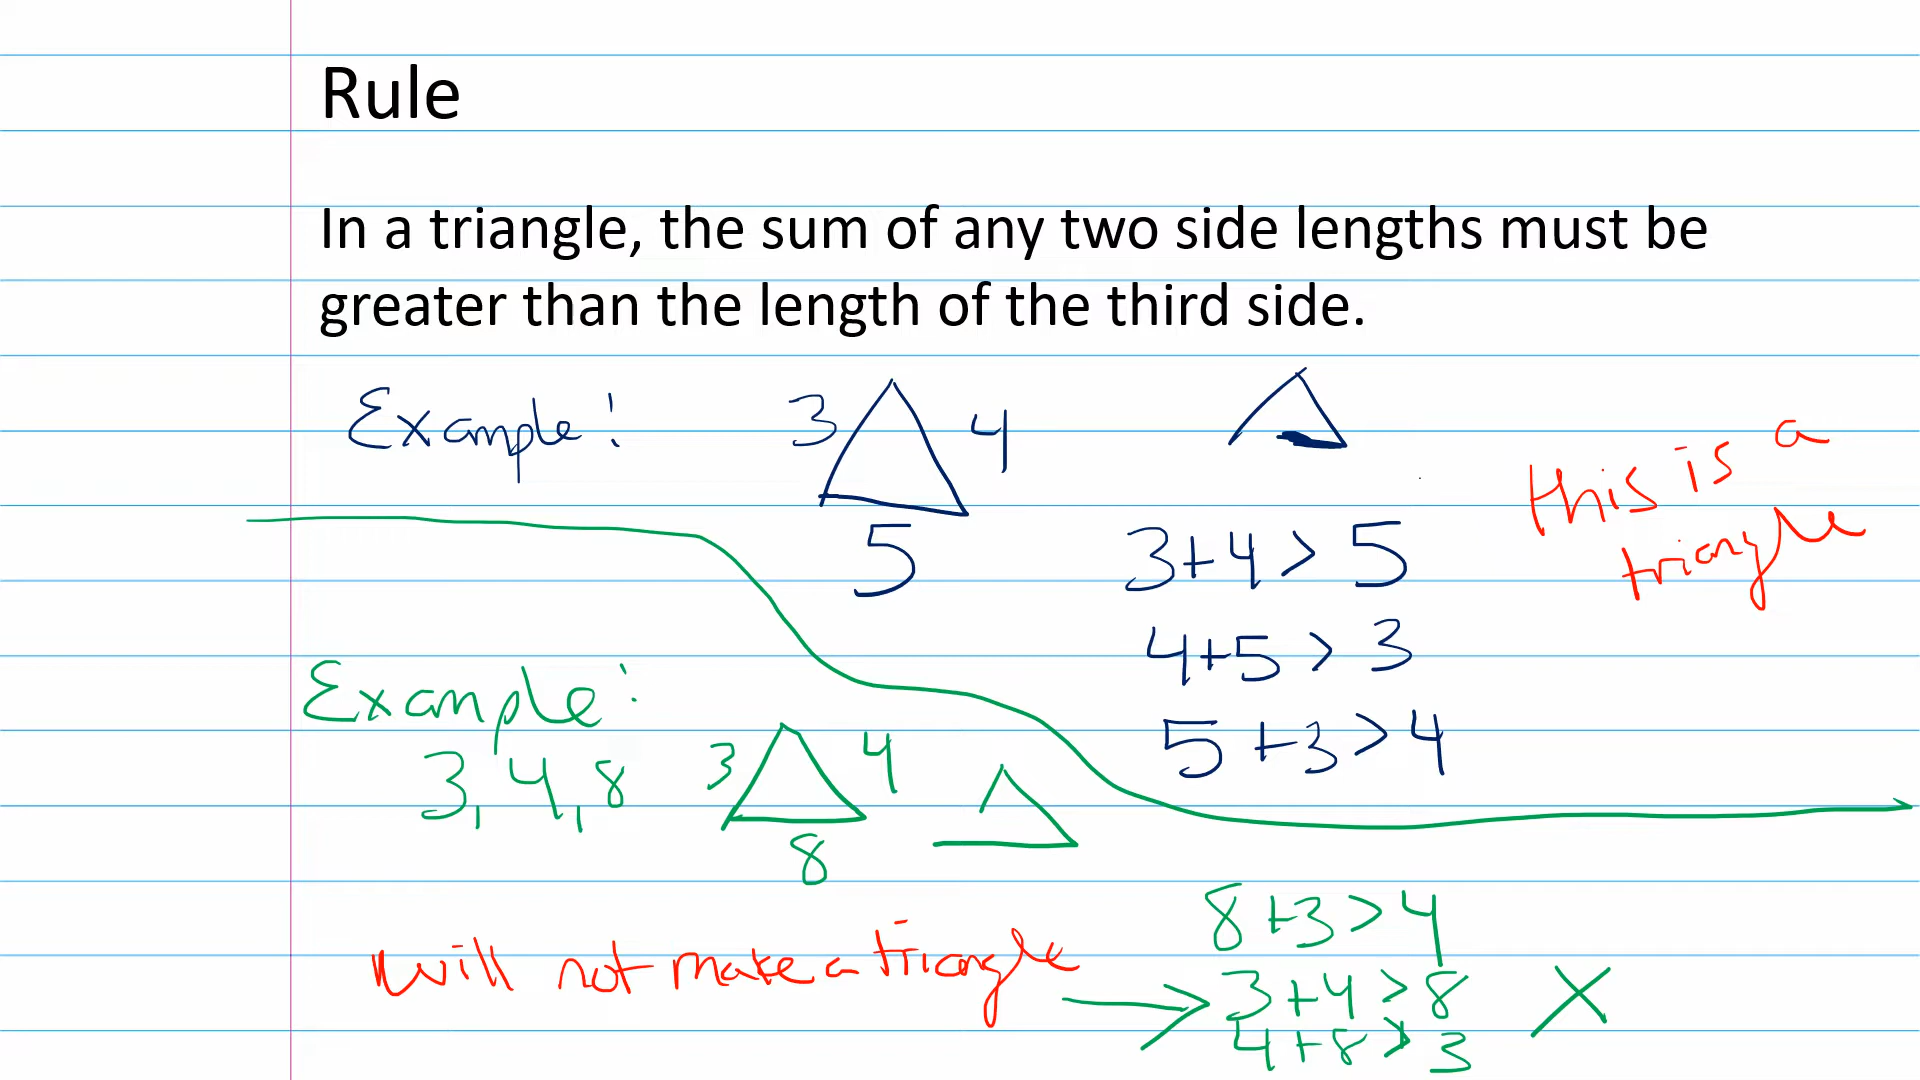 Rule
In a triangle, the sum of any two side lengths must be
greater than the length of the third side.
Example:
3 4
5
3+4>5
4+5>3
5+3>4
this is a
triangle
Example:
3,4,8
3 4
8
will not make a triangle
8+3>4
3+4>8 X
4+8>3